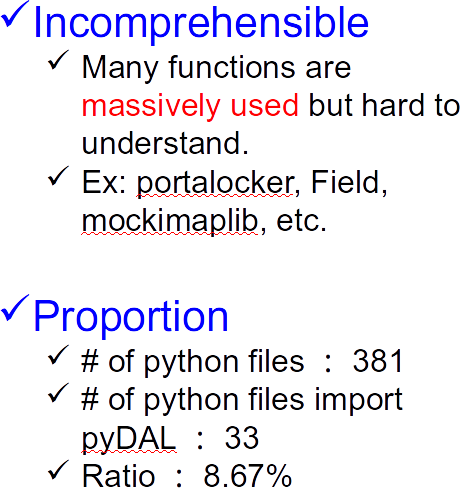 ✓Incomprehensible
✓ Many functions are
massively used but hard to
understand.
✓ Ex: portalocker, Field,
mockimaplib, etc.
✓Proportion
✓ # of python files : 381
✓ # of python files import
pyDAL : 33
✓ Ratio : 8.67%